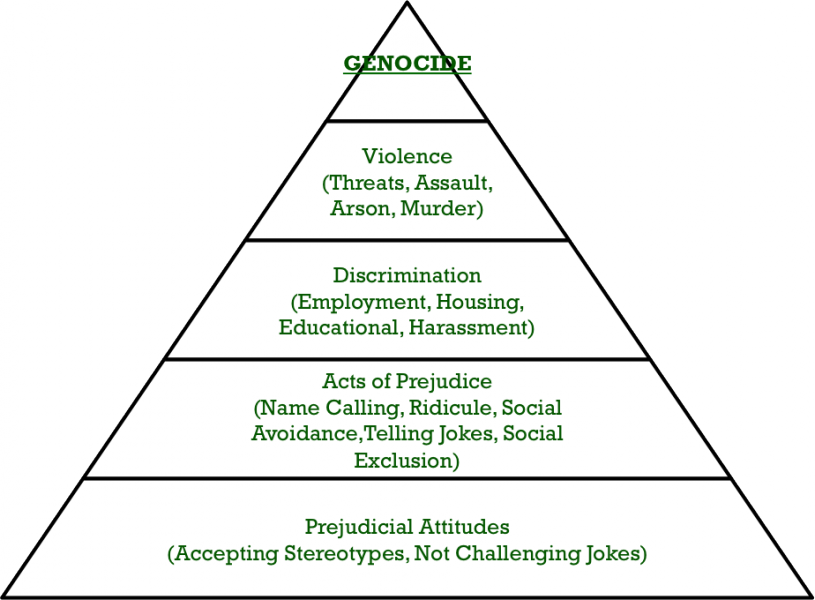 GENOCIDE
Violence
(Threats, Assault,
Arson, Murder)
Discrimination
(Employment, Housing,
Educational, Harassment)
Acts of Prejudice
(Name Calling, Ridicule, Social
Avoidance,Telling Jokes, Social
Exclusion)
Prejudicial Attitudes
(Accepting Stereotypes, Not Challenging Jokes)